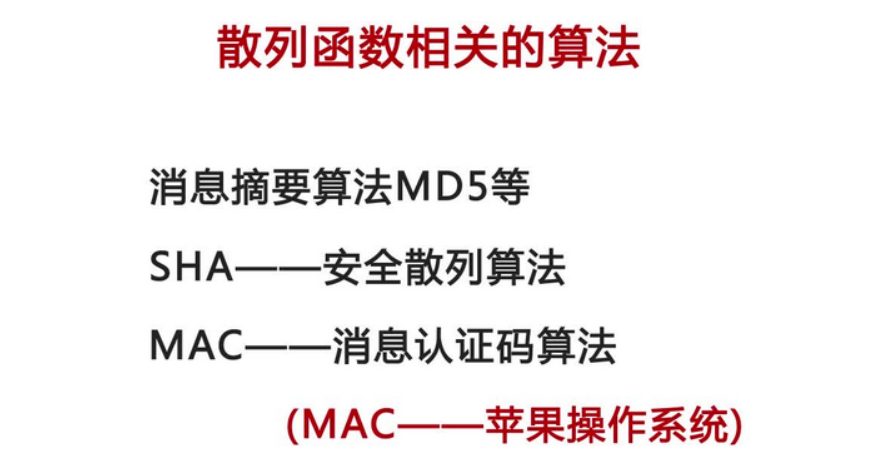 散列函数相关的算法
消息摘要算法MD5等
SHA——安全散列算法
MAC——消息认证码算法
(MAC——苹果操作系统)